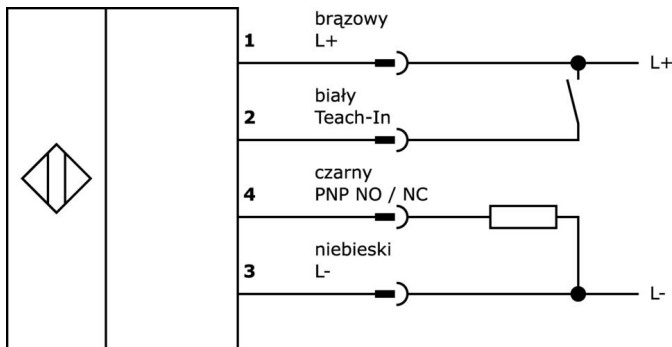 brązowy
1 L+
L+
biały
2 Teach-In
czarny
4 PNP NO / NC
niebieski
3 L-
L-